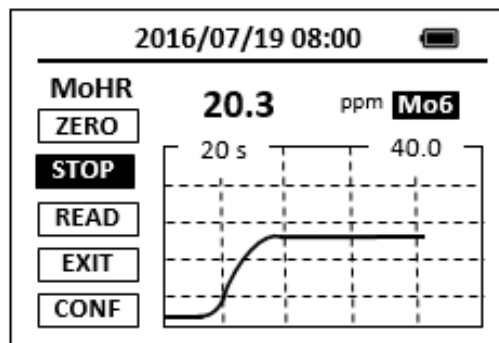 2016/07/19 08:00
MoHR
20.3 ppm Mo6
ZERO
20 s 40.0
STOP
READ
EXIT
CONF